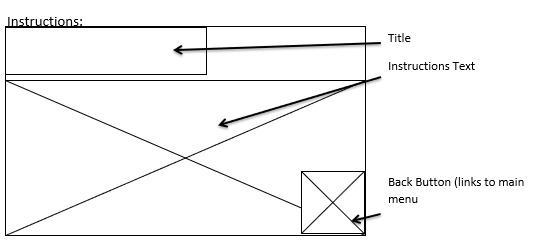 Instructions:
Title
Instructions Text
Back Button (links to main
menu